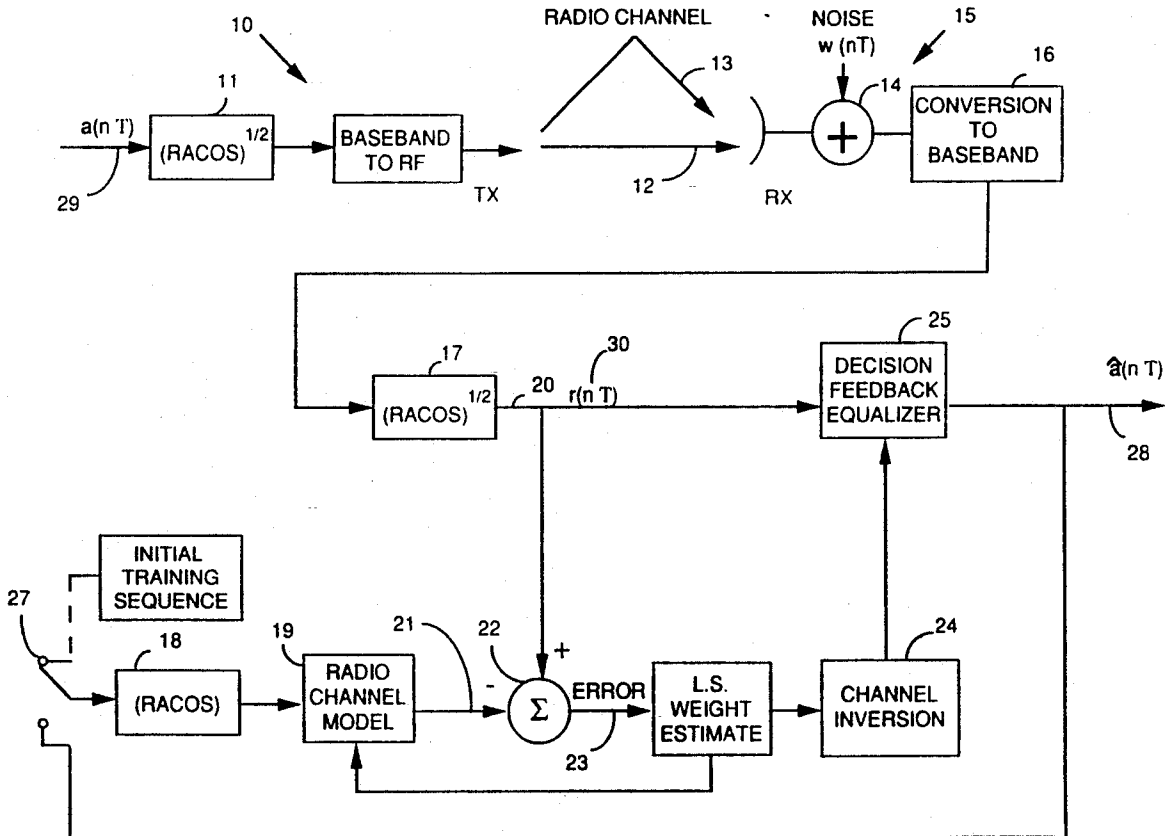 RADIO CHANNEL
NOISE
w (nT)
10
13
15
11
14
16
a(n T)
(RACOS) 1/2
BASEBAND
TO RF
+
CONVERSION
TO
BASEBAND
29
TX
12
RX
25
17
30
DECISION
FEEDBACK
EQUALIZER
â(n T)
(RACOS) 1/2
20
r(n T)
28
INITIAL
TRAINING
SEQUENCE
27
18
19
21
22
24
+
-
(RACOS)
RADIO
CHANNEL
MODEL
Σ
ERROR
23
L.S.
WEIGHT
ESTIMATE
CHANNEL
INVERSION